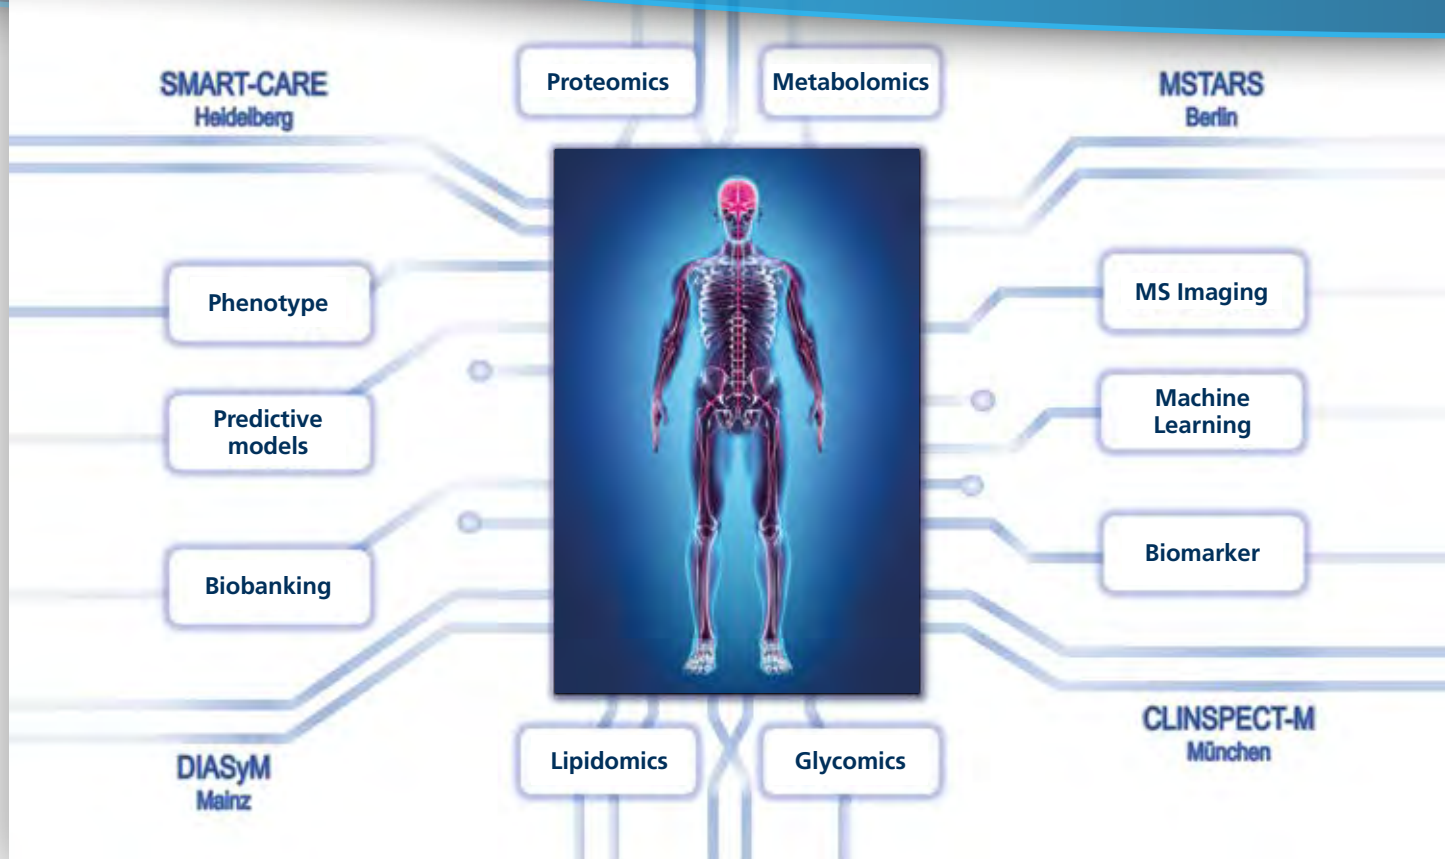 Proteomics
Metabolomics
SMART-CARE
Heidelberg
MSTARS
Berlin
Phenotype
MS Imaging
Predictive
models
Machine
Learning
Biobanking
Biomarker
DIASyM
Mainz
Lipidomics
Glycomics
CLINSPECT-M
München